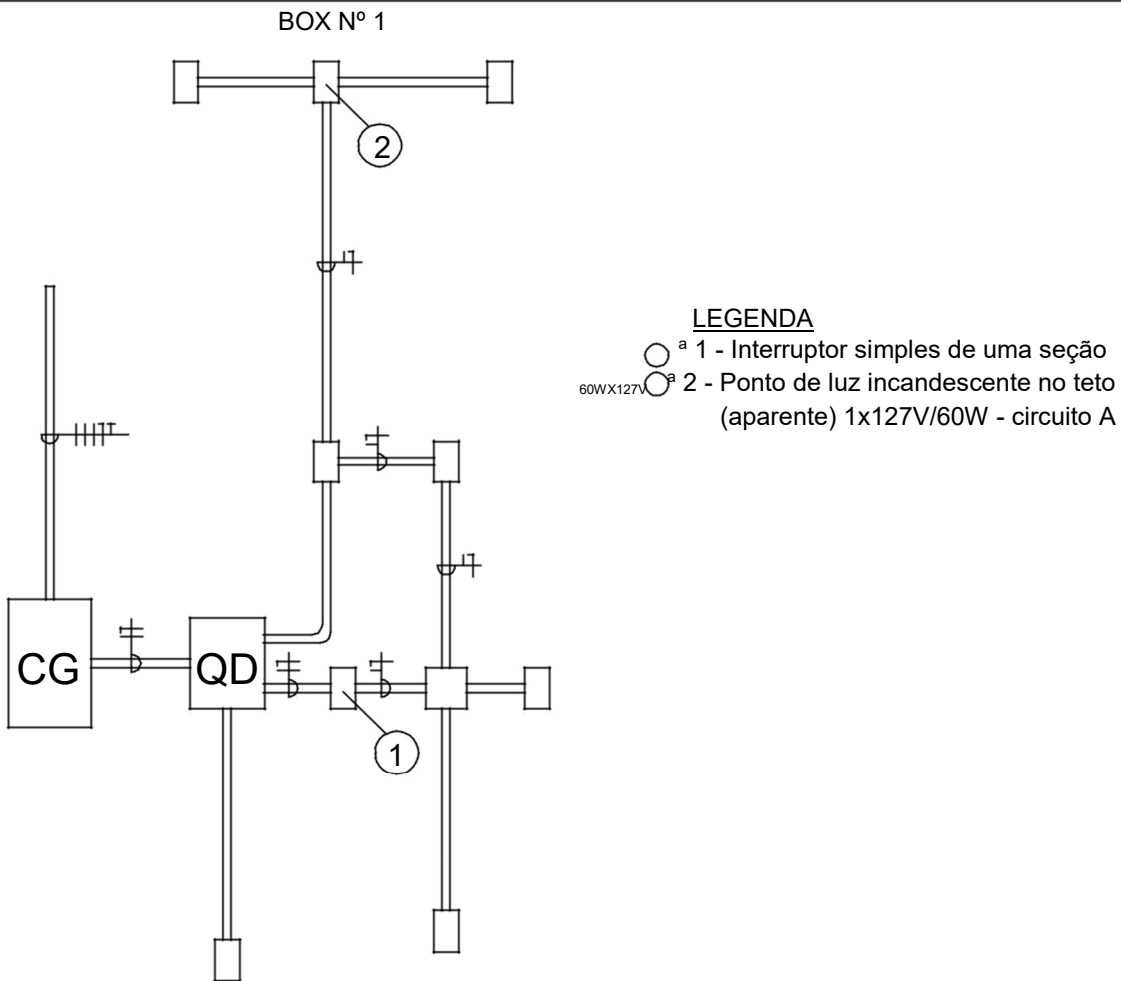 BOX Nº 1
2
LEGENDA
ª 1 - Interruptor simples de uma seção
60WX127V ª 2 - Ponto de luz incandescente no teto
(aparente) 1x127V/60W - circuito A
CG
QD
1